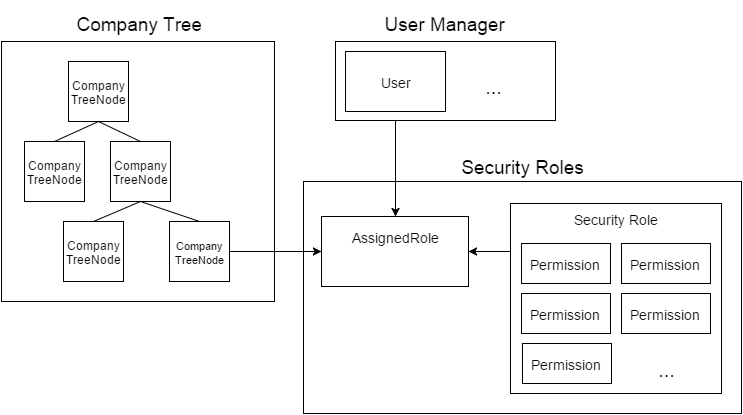 Company Tree
User Manager
Company
TreeNode
User
...
Company
TreeNode
Company
TreeNode
Security Roles
Company
TreeNode
Company
TreeNode
AssignedRole
Security Role
Permission
Permission
Permission
Permission
Permission
...